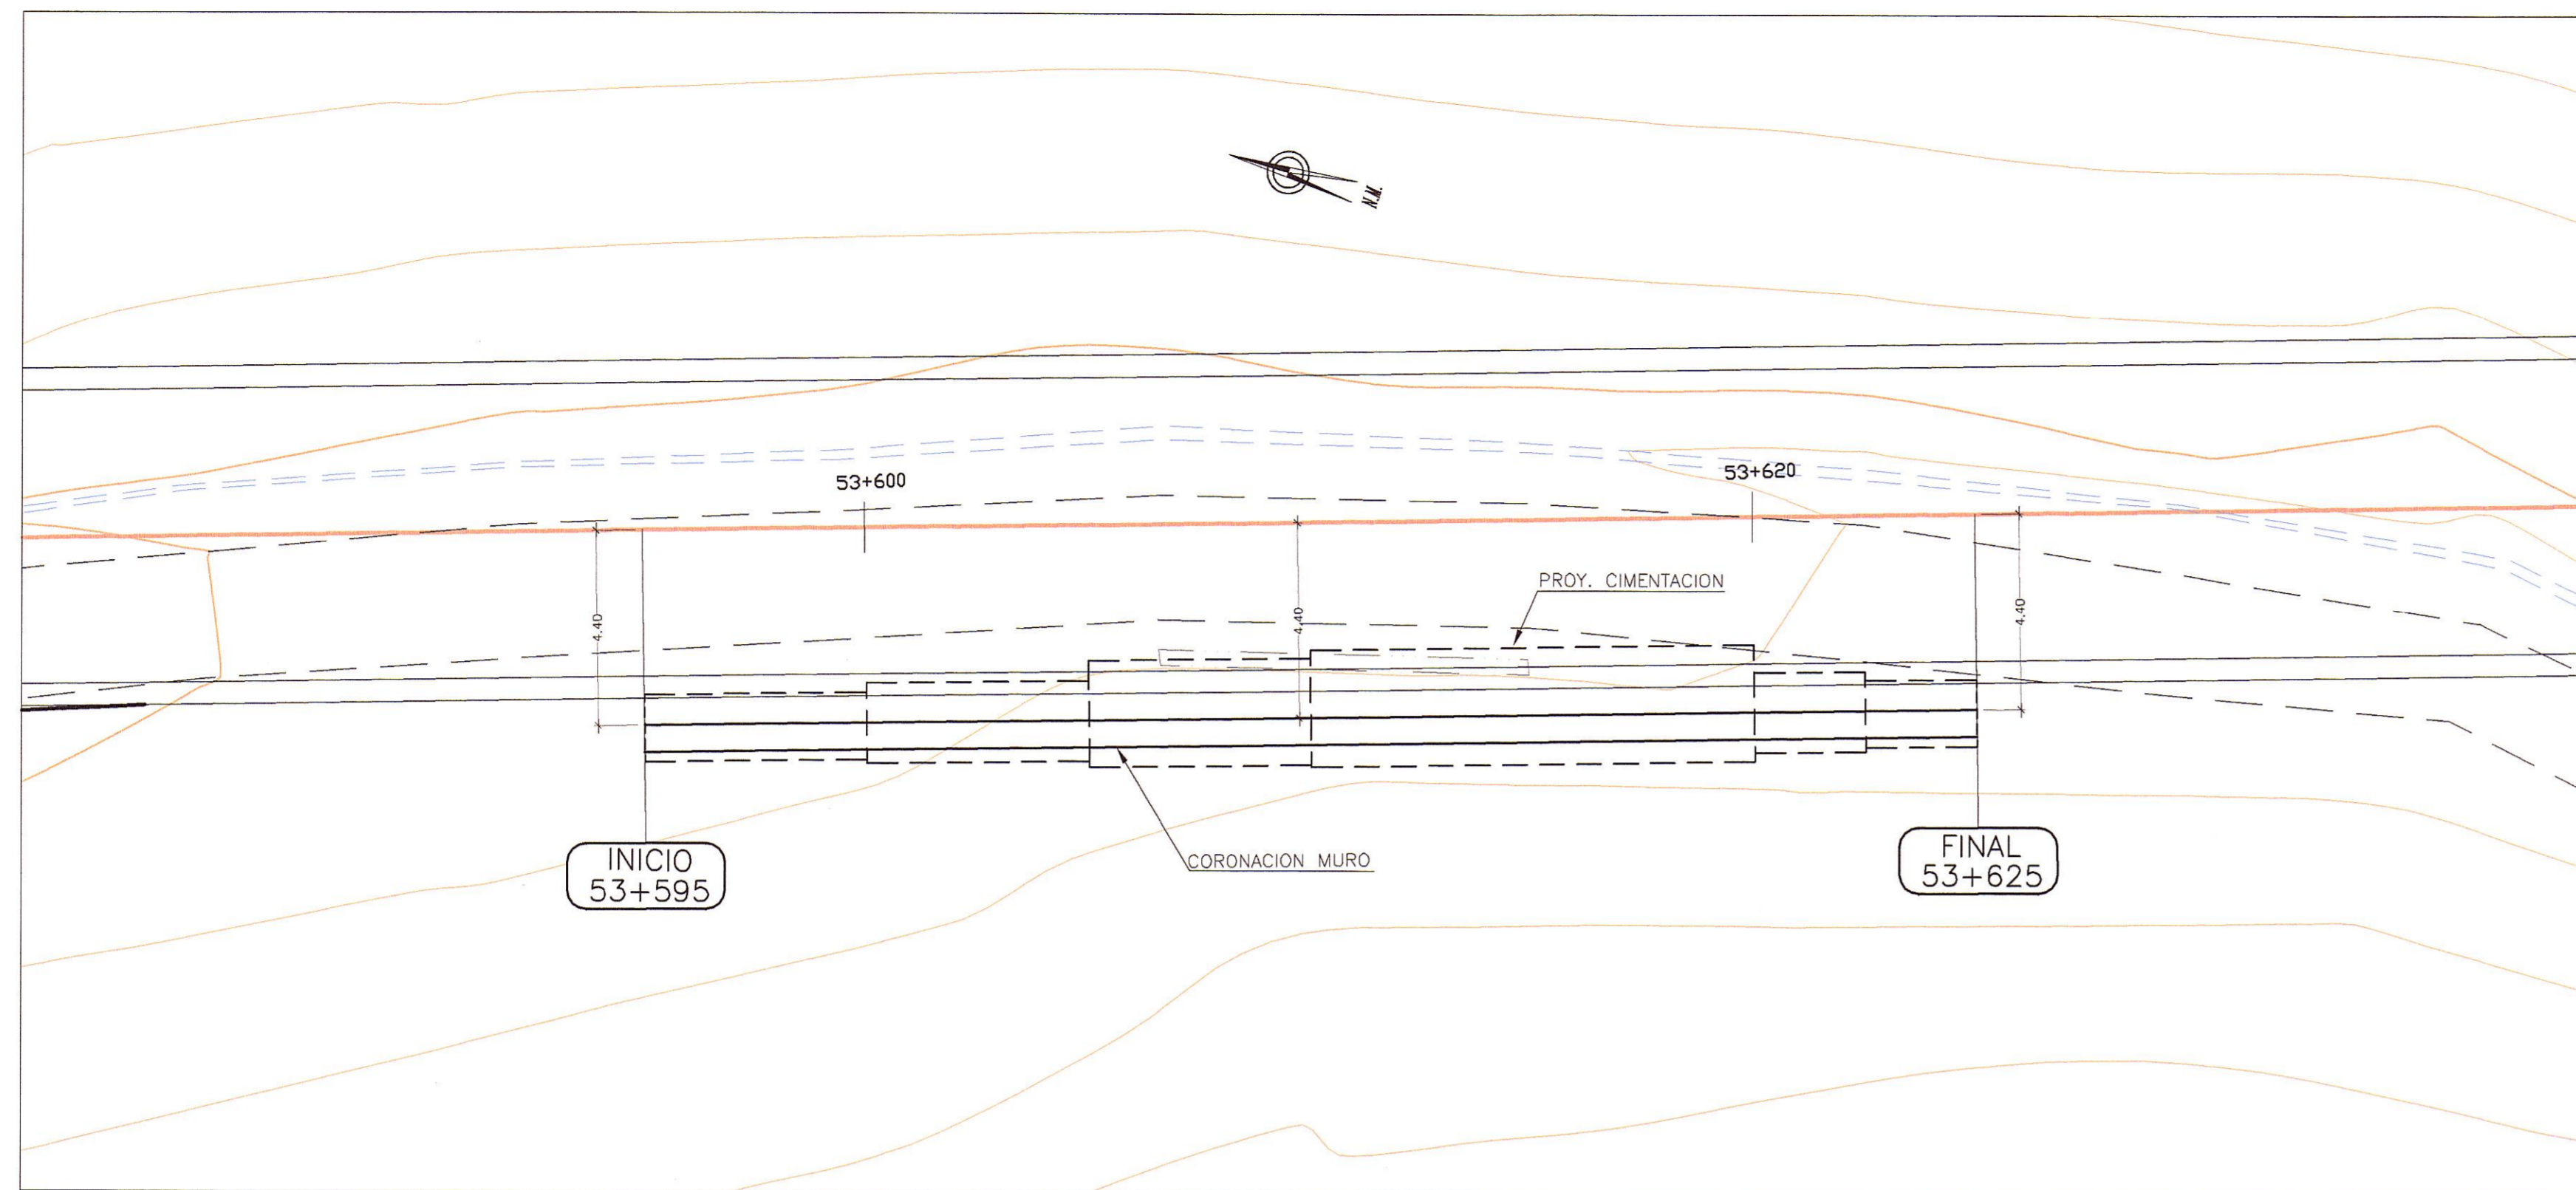 N.M.
53+600
53+620
PROY. CIMENTACION
4.40
4.40
4.40
CORONACION MURO
INICIO
53+595
FINAL
53+625